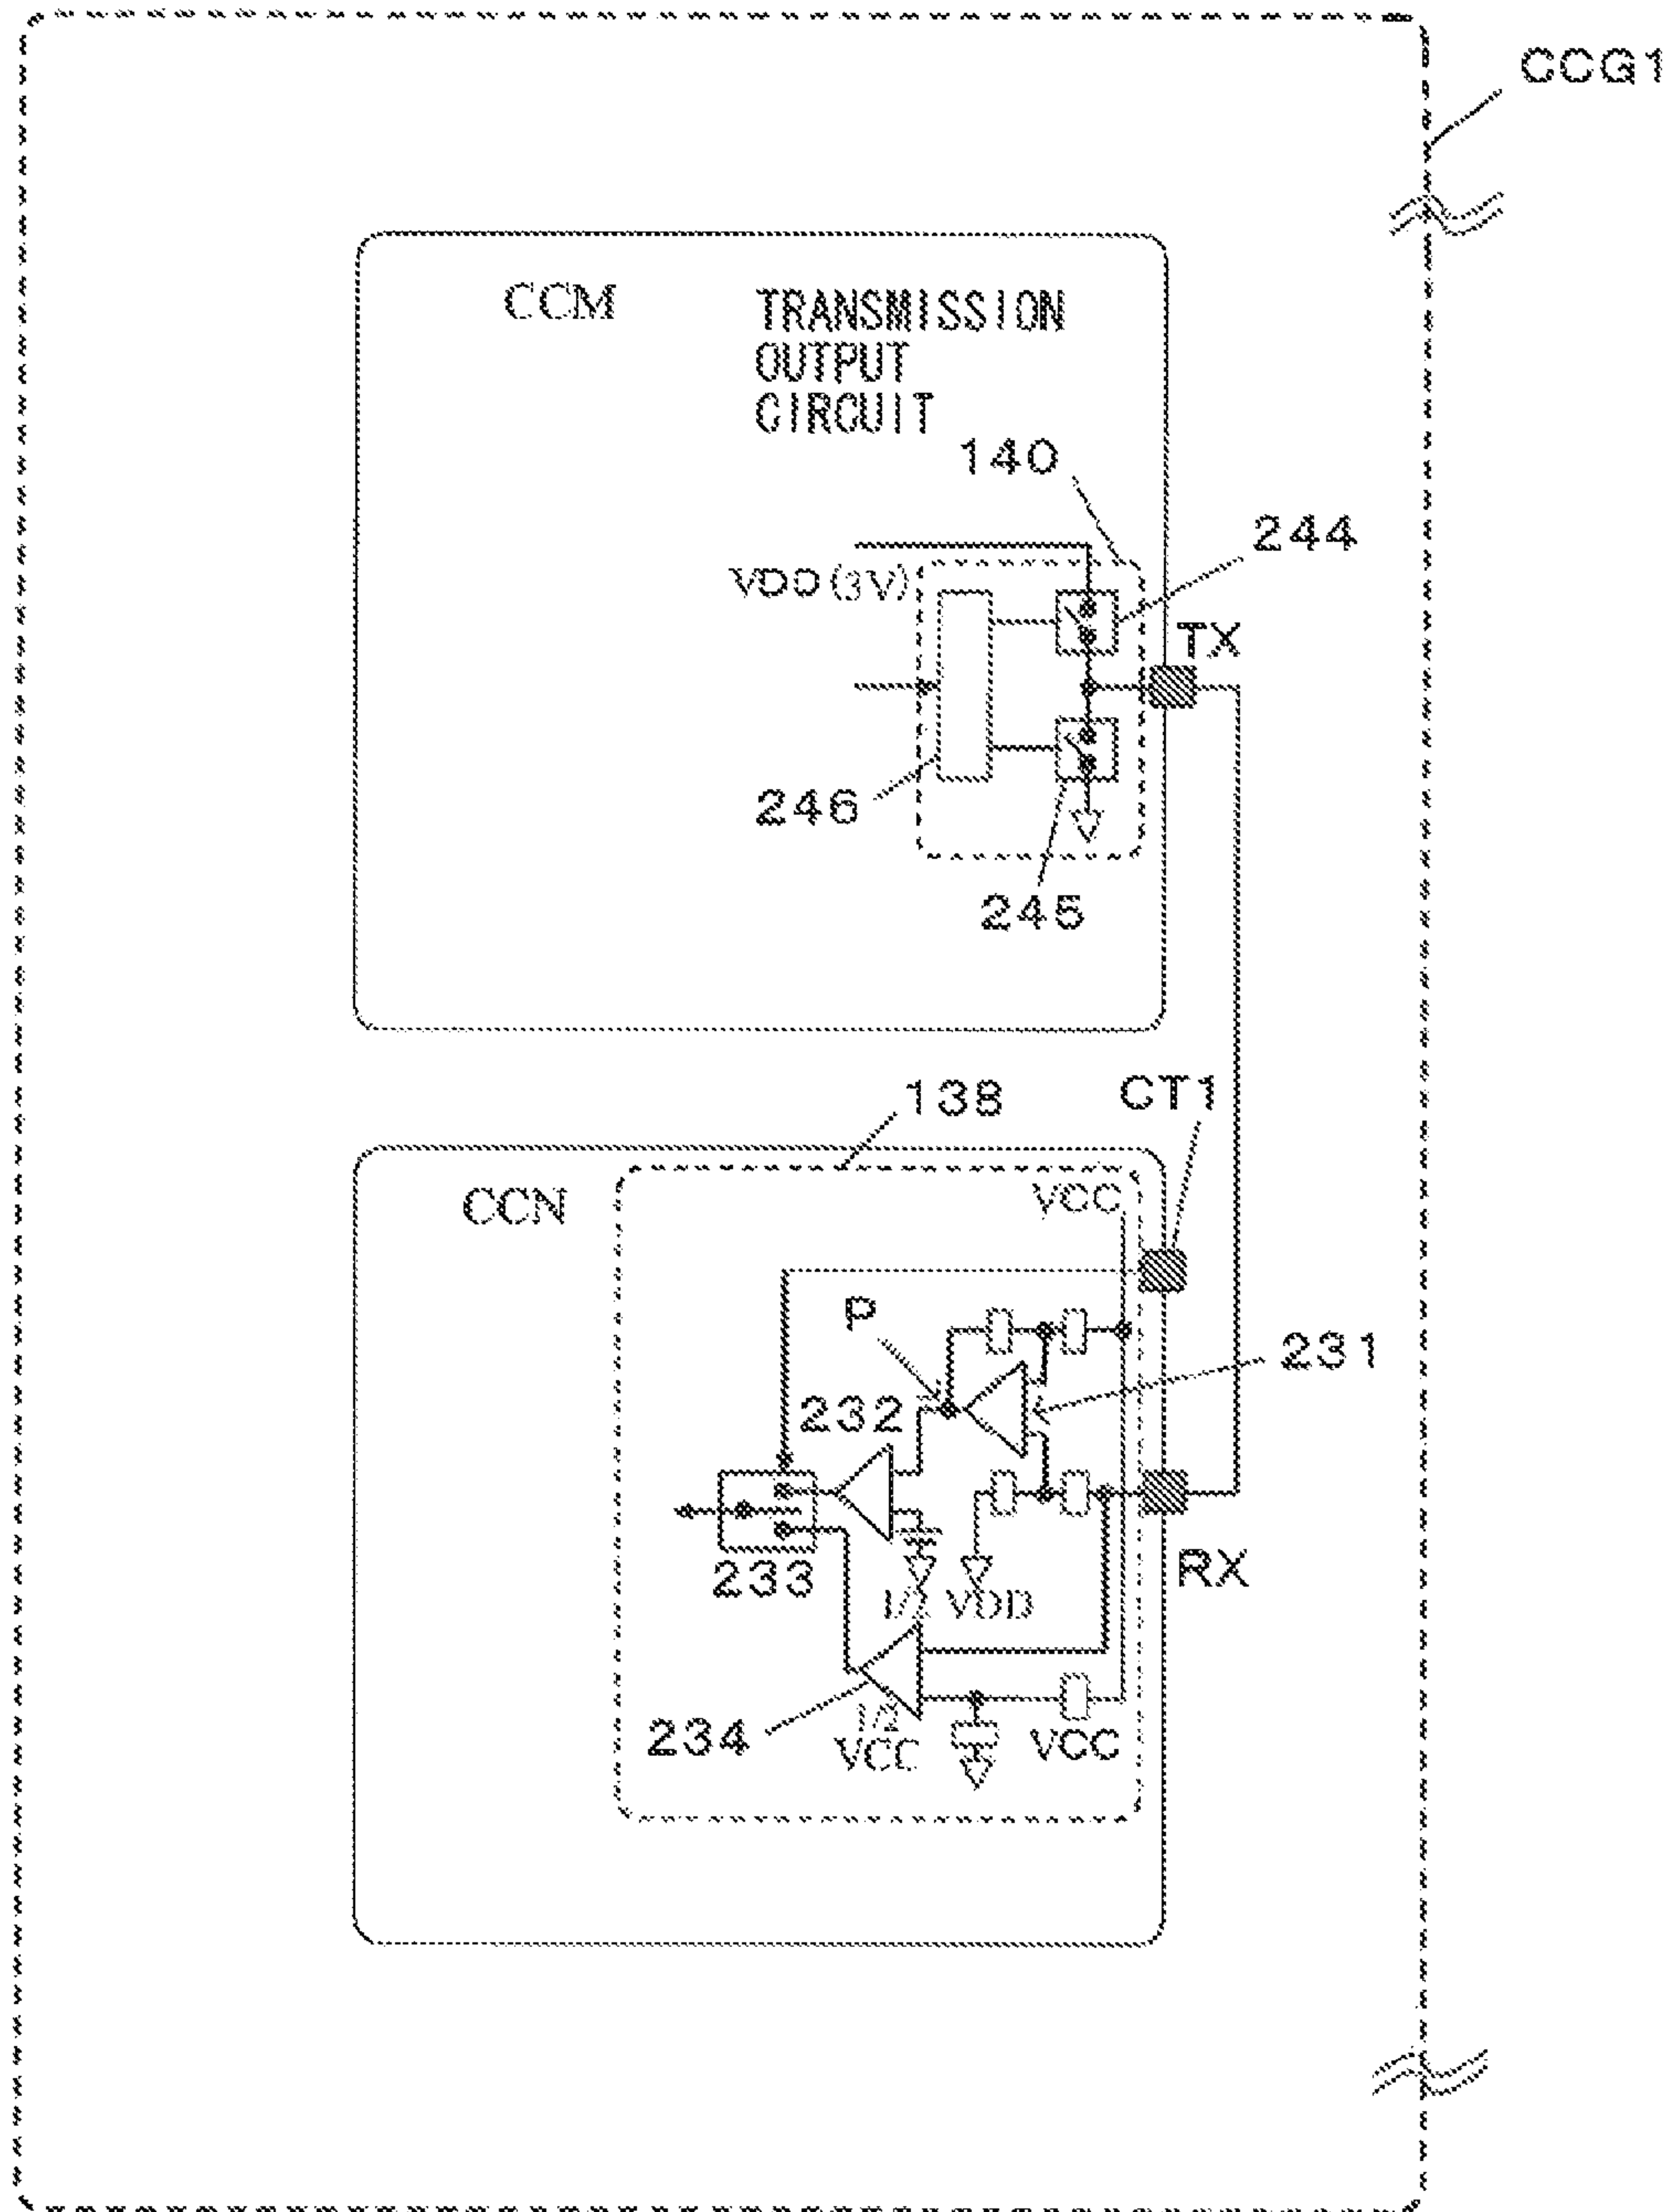 CCG1
CCM
TRANSMISSION
OUTPUT
CIRCUIT
140
244
VDD(3V)
TX
246
245
138
CT1
CCN
VCC
P
231
232
233
RX
1/2 VDD
234
1/2
VCC
VCC